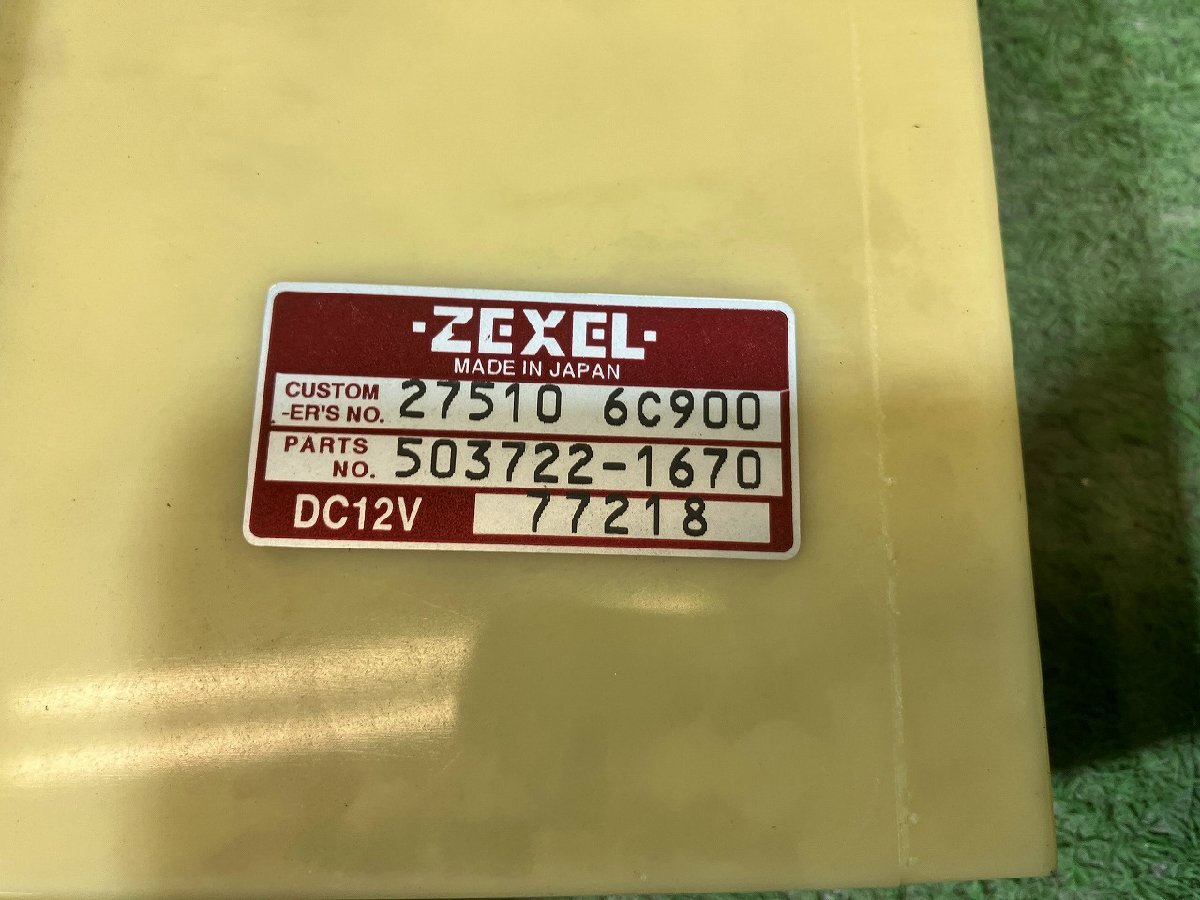 ·ZEXEL·
MADE IN JAPAN
CUSTOM
-ER'S NO. 27510 6C900
PARTS
NO. 503722-1670
DC12V 77218